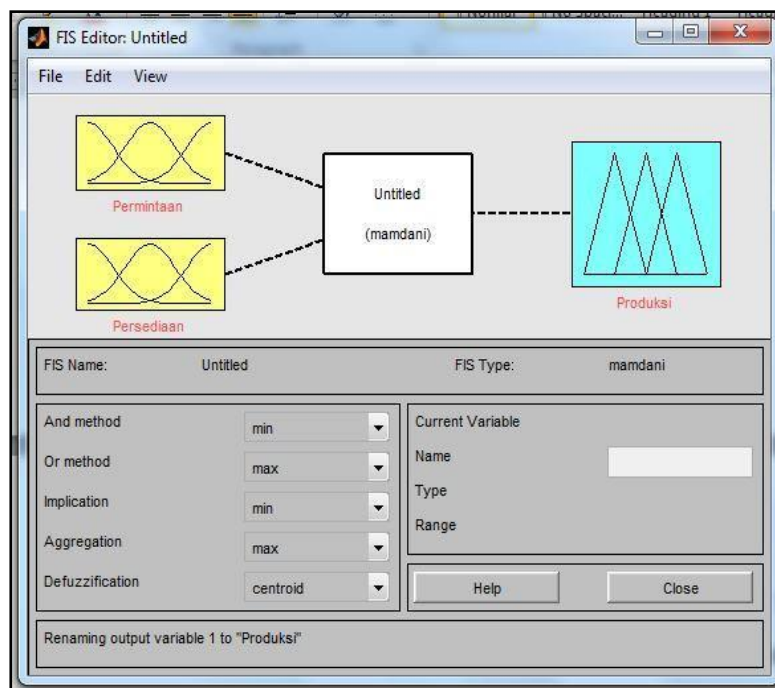 FIS Editor: Untitled
File Edit View
Permintaan
Untitled
(mamdani)
Persediaan
Produksi
FIS Name: Untitled FIS Type: mamdani
And method min
Or method max
Implication min
Aggregation max
Defuzzification centroid
Current Variable
Name
Type
Range
Help Close
Renaming output variable 1 to "Produksi"